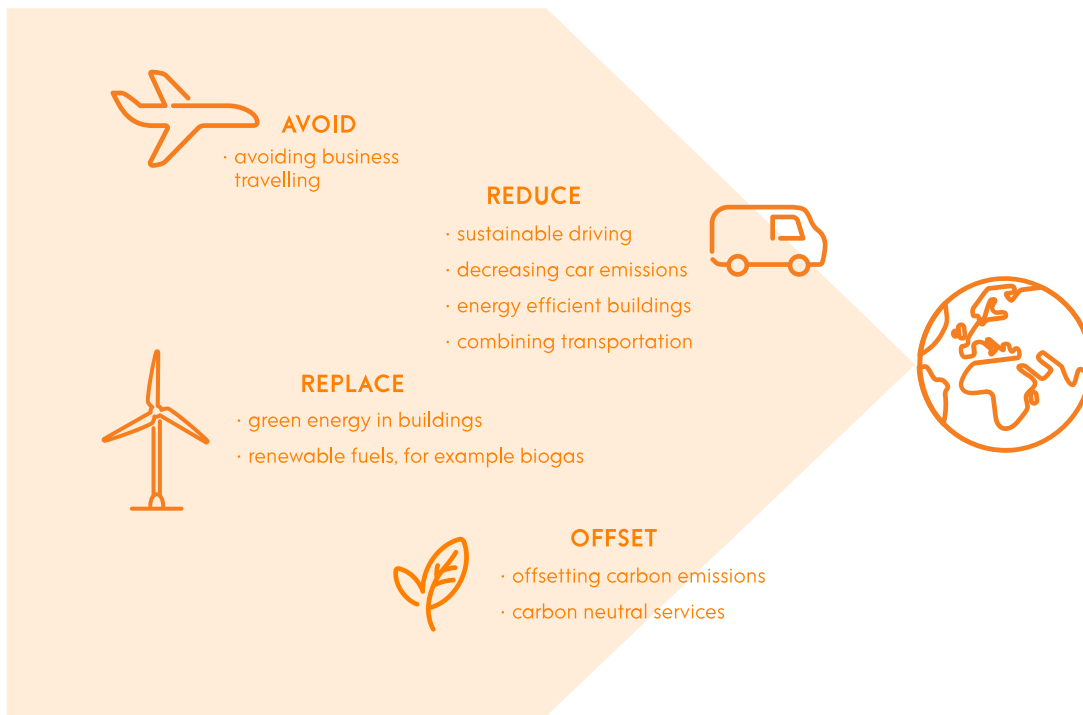 AVOID
· avoiding business
travelling
REDUCE
· sustainable driving
· decreasing car emissions
· energy efficient buildings
· combining transportation
REPLACE
· green energy in buildings
· renewable fuels, for example biogas
OFFSET
· offsetting carbon emissions
· carbon neutral services